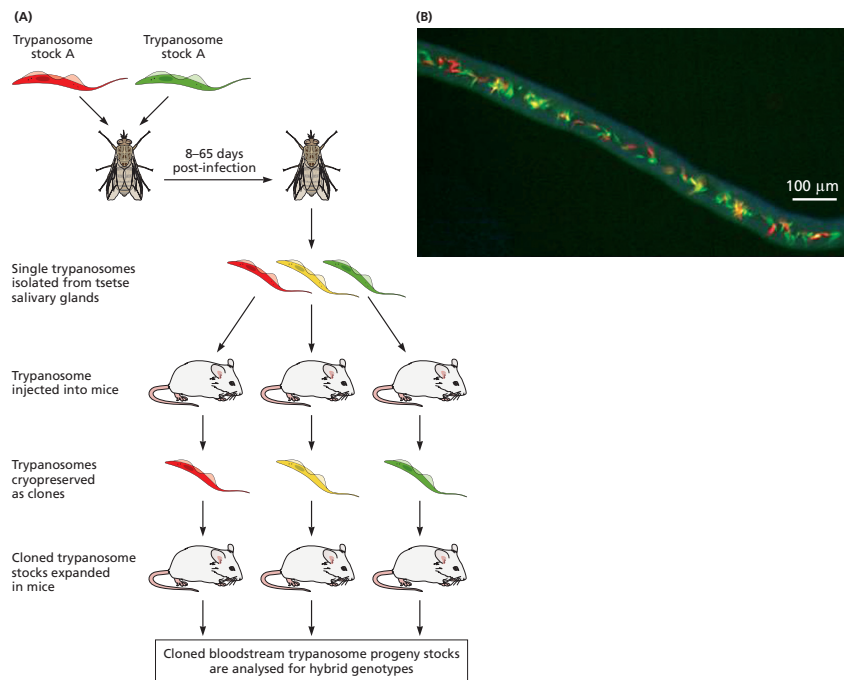 (A)
Trypanosome
stock A
Trypanosome
stock A
8–65 days
post-infection
Single trypanosomes
isolated from tsetse
salivary glands
Trypanosome
injected into mice
Trypanosomes
cryopreserved
as clones
Cloned trypanosome
stocks expanded
in mice
Cloned bloodstream trypanosome progeny stocks
are analysed for hybrid genotypes
(B)
100 μm